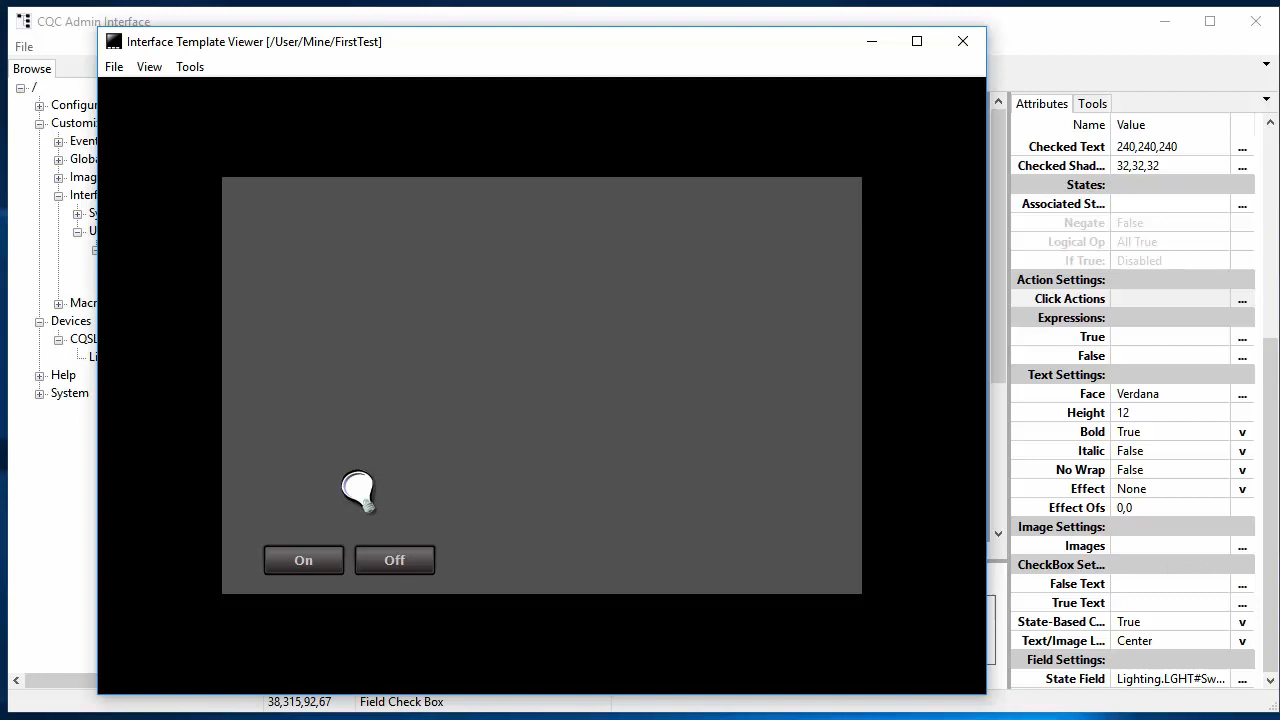 CQC Admin Interface
File
Interface Template Viewer [/User/Mine/FirstTest]
File View Tools
Browse
/
Configur
Customi
Event
Globa
Imag
Interf
Sy
U
Macr
Devices
CQSL
Li
Help
System
On
Off
Attributes Tools
Name Value
Checked Text 240,240,240 ...
Checked Shad... 32,32,32 ...
States:
Associated St... ...
Negate False
Logical Op All True
If True: Disabled
Action Settings:
Click Actions ...
Expressions:
True ...
False ...
Text Settings:
Face Verdana ...
Height 12
Bold True v
Italic False v
No Wrap False v
Effect None v
Effect Ofs 0,0
Image Settings:
Images ...
CheckBox Set...
False Text ...
True Text ...
State-Based C... True v
Text/Image L... Center v
Field Settings:
State Field Lighting.LGHT#Sw... ...
38,315,92,67 Field Check Box